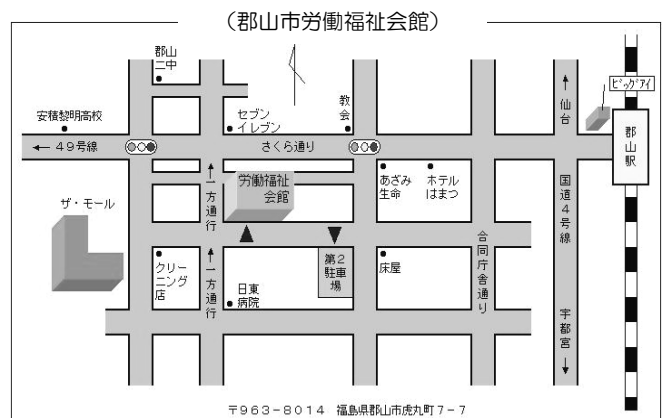 （郡山市労働福祉会館）
郡山
二中
ビッグアイ
仙台
安積黎明高校
セブン
イレブン
教会
郡山駅
← 49号線
さくら通り
一方通行
労働福祉
会館
あざみ
生命
ホテル
はまつ
国道4号線
ザ・モール
合同庁舎通り
クリー
ニング
店
一方通行
日東
病院
第2
駐車
場
床屋
宇都宮
〒963-8014 福島県郡山市虎丸町7-7